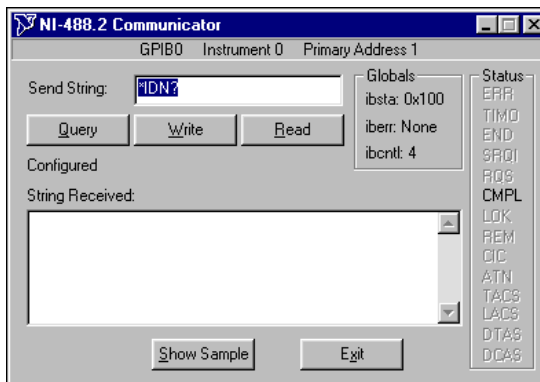 NI-488.2 Communicator
GPIB0 Instrument 0 Primary Address 1
Send String:
*IDN?
Query
Write
Read
Configured
String Received:
Show Sample
Exit
Globals
ibsta: 0x100
iberr: None
ibcntl: 4
Status
ERR
TIMO
END
SRQI
RQS
CMPL
LOK
REM
CIC
ATN
TACS
LACS
DTAS
DCAS